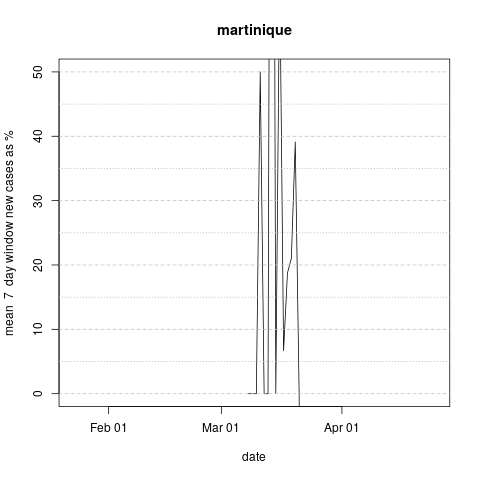 martinique
mean 7 day window new cases as %
50
40
30
20
10
0
Feb 01
Mar 01
Apr 01
date